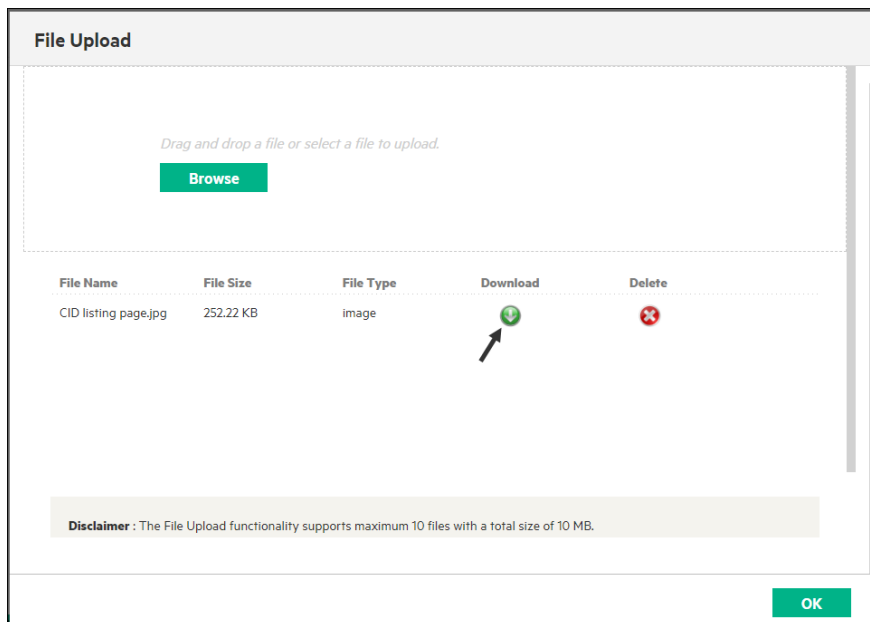 File Upload
Drag and drop a file or select a file to upload.
Browse
File Name File Size File Type Download Delete
CID listing page.jpg 252.22 KB image
Disclaimer : The File Upload functionality supports maximum 10 files with a total size of 10 MB.
OK